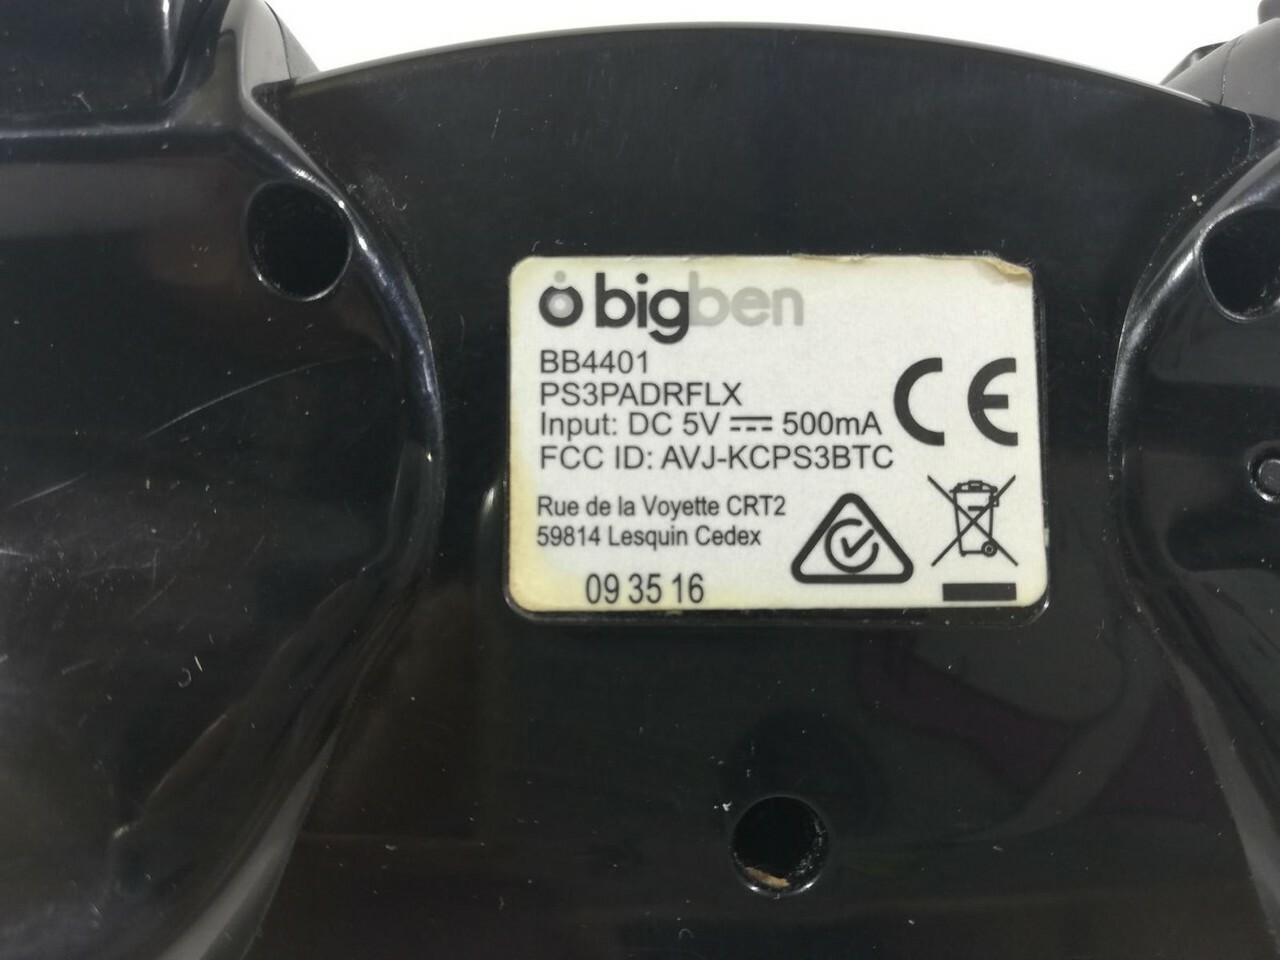 bigben
BB4401
PS3PADRFLX
Input: DC 5V ⎓ 500mA
FCC ID: AVJ-KCPS3BTC
CE
Rue de la Voyette CRT2
59814 Lesquin Cedex
09 35 16